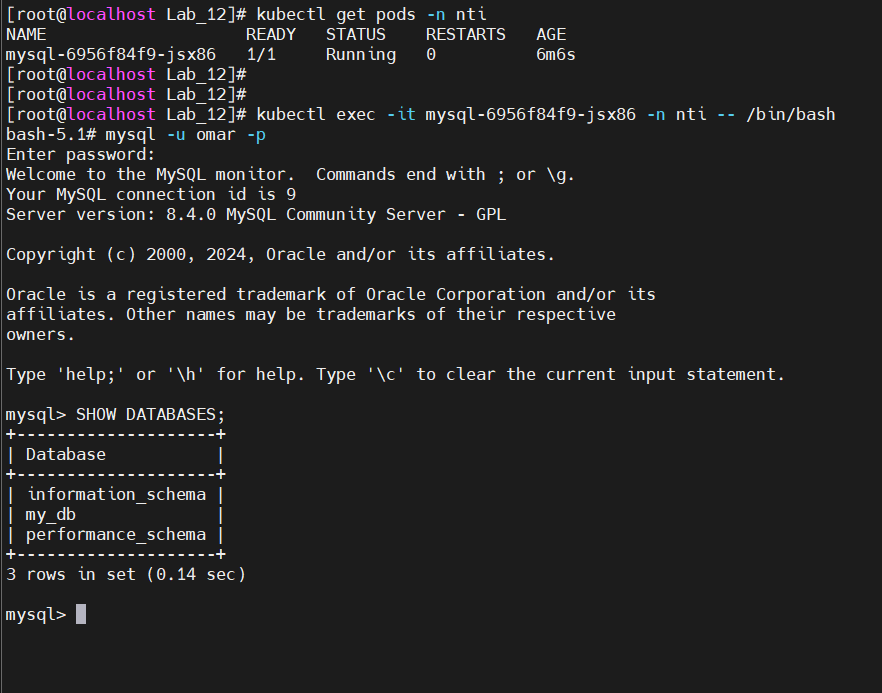 [root@localhost Lab_12]# kubectl get pods -n nti
NAME                    READY   STATUS    RESTARTS   AGE
mysql-6956f84f9-jsx86   1/1     Running   0          6m6s
[root@localhost Lab_12]#
[root@localhost Lab_12]#
[root@localhost Lab_12]# kubectl exec -it mysql-6956f84f9-jsx86 -n nti -- /bin/bash
bash-5.1# mysql -u omar -p
Enter password:
Welcome to the MySQL monitor.  Commands end with ; or \g.
Your MySQL connection id is 9
Server version: 8.4.0 MySQL Community Server - GPL

Copyright (c) 2000, 2024, Oracle and/or its affiliates.

Oracle is a registered trademark of Oracle Corporation and/or its
affiliates. Other names may be trademarks of their respective
owners.

Type 'help;' or '\h' for help. Type '\c' to clear the current input statement.

mysql> SHOW DATABASES;
+--------------------+
| Database           |
+--------------------+
| information_schema |
| my_db              |
| performance_schema |
+--------------------+
3 rows in set (0.14 sec)

mysql>